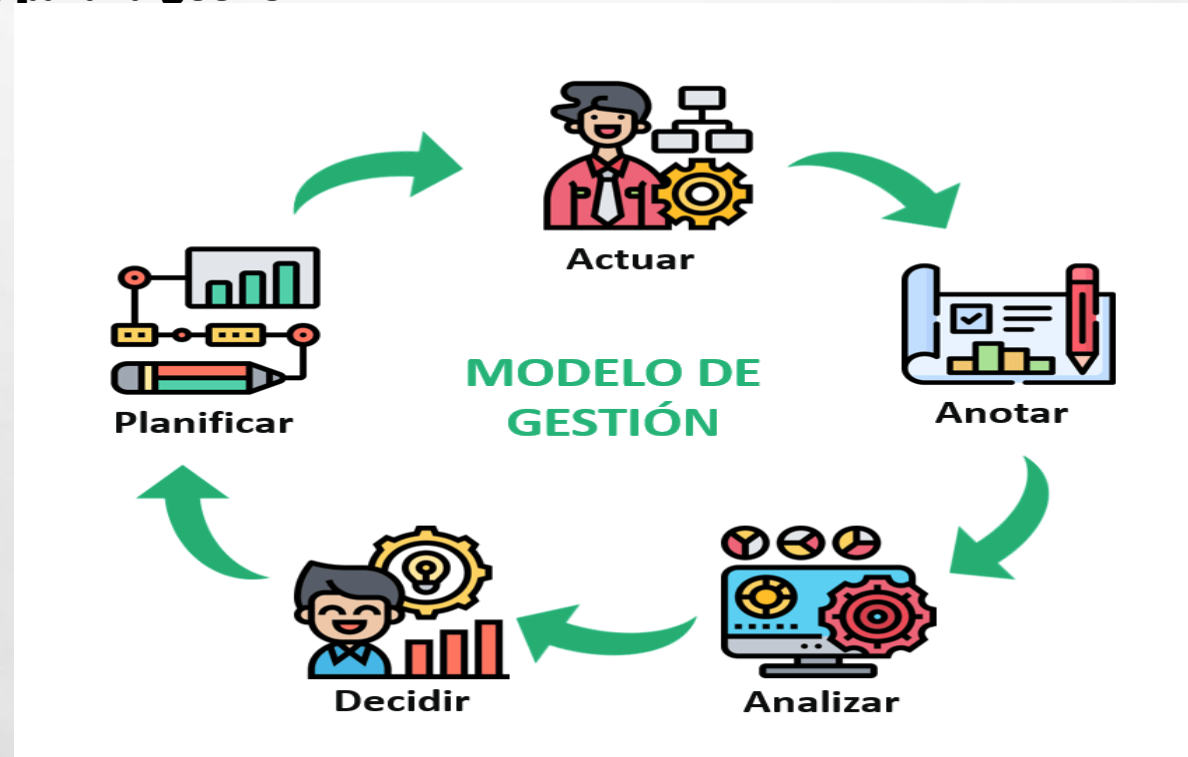 Actuar
Anotar
Planificar
MODELO DE
GESTIÓN
Decidir
Analizar